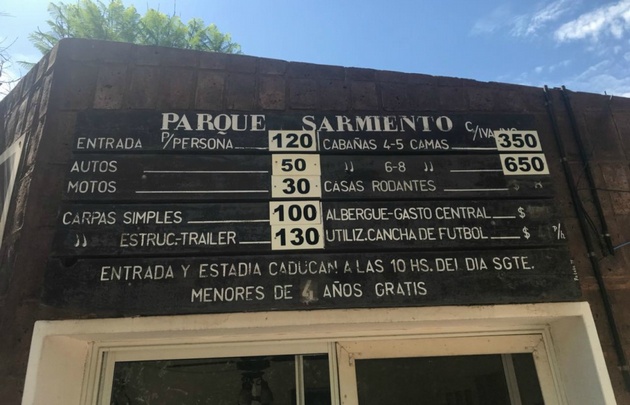 PARQUE SARMIENTO
ENTRADA P/PERSONA 120
AUTOS 50
MOTOS 30
CARPAS SIMPLES 100
" ESTRUC.-TRAILER 130
C/IVA INC
CABAÑAS 4-5 CAMAS 350
" 6-8 " 650
CASAS RODANTES
ALBERGUE-GASTO CENTRAL $
UTILIZ.CANCHA DE FUTBOL $ P/H
ENTRADA Y ESTADIA CADUCAN A LAS 10 HS. DEL DIA SGTE.
MENORES DE 4 AÑOS GRATIS